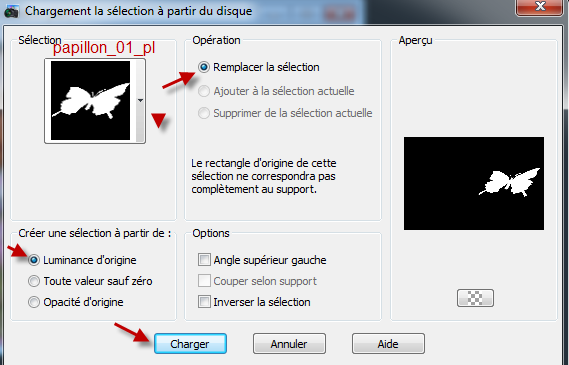 Chargement la sélection à partir du disque
Sélection
papillon_01_pl
Opération
Remplacer la sélection
Ajouter à la sélection actuelle
Supprimer de la sélection actuelle
Le rectangle d'origine de cette
sélection ne correspondra pas
complètement au support.
Aperçu
Créer une sélection à partir de :
Luminance d'origine
Toute valeur sauf zéro
Opacité d'origine
Options
Angle supérieur gauche
Couper selon support
Inverser la sélection
Charger
Annuler
Aide